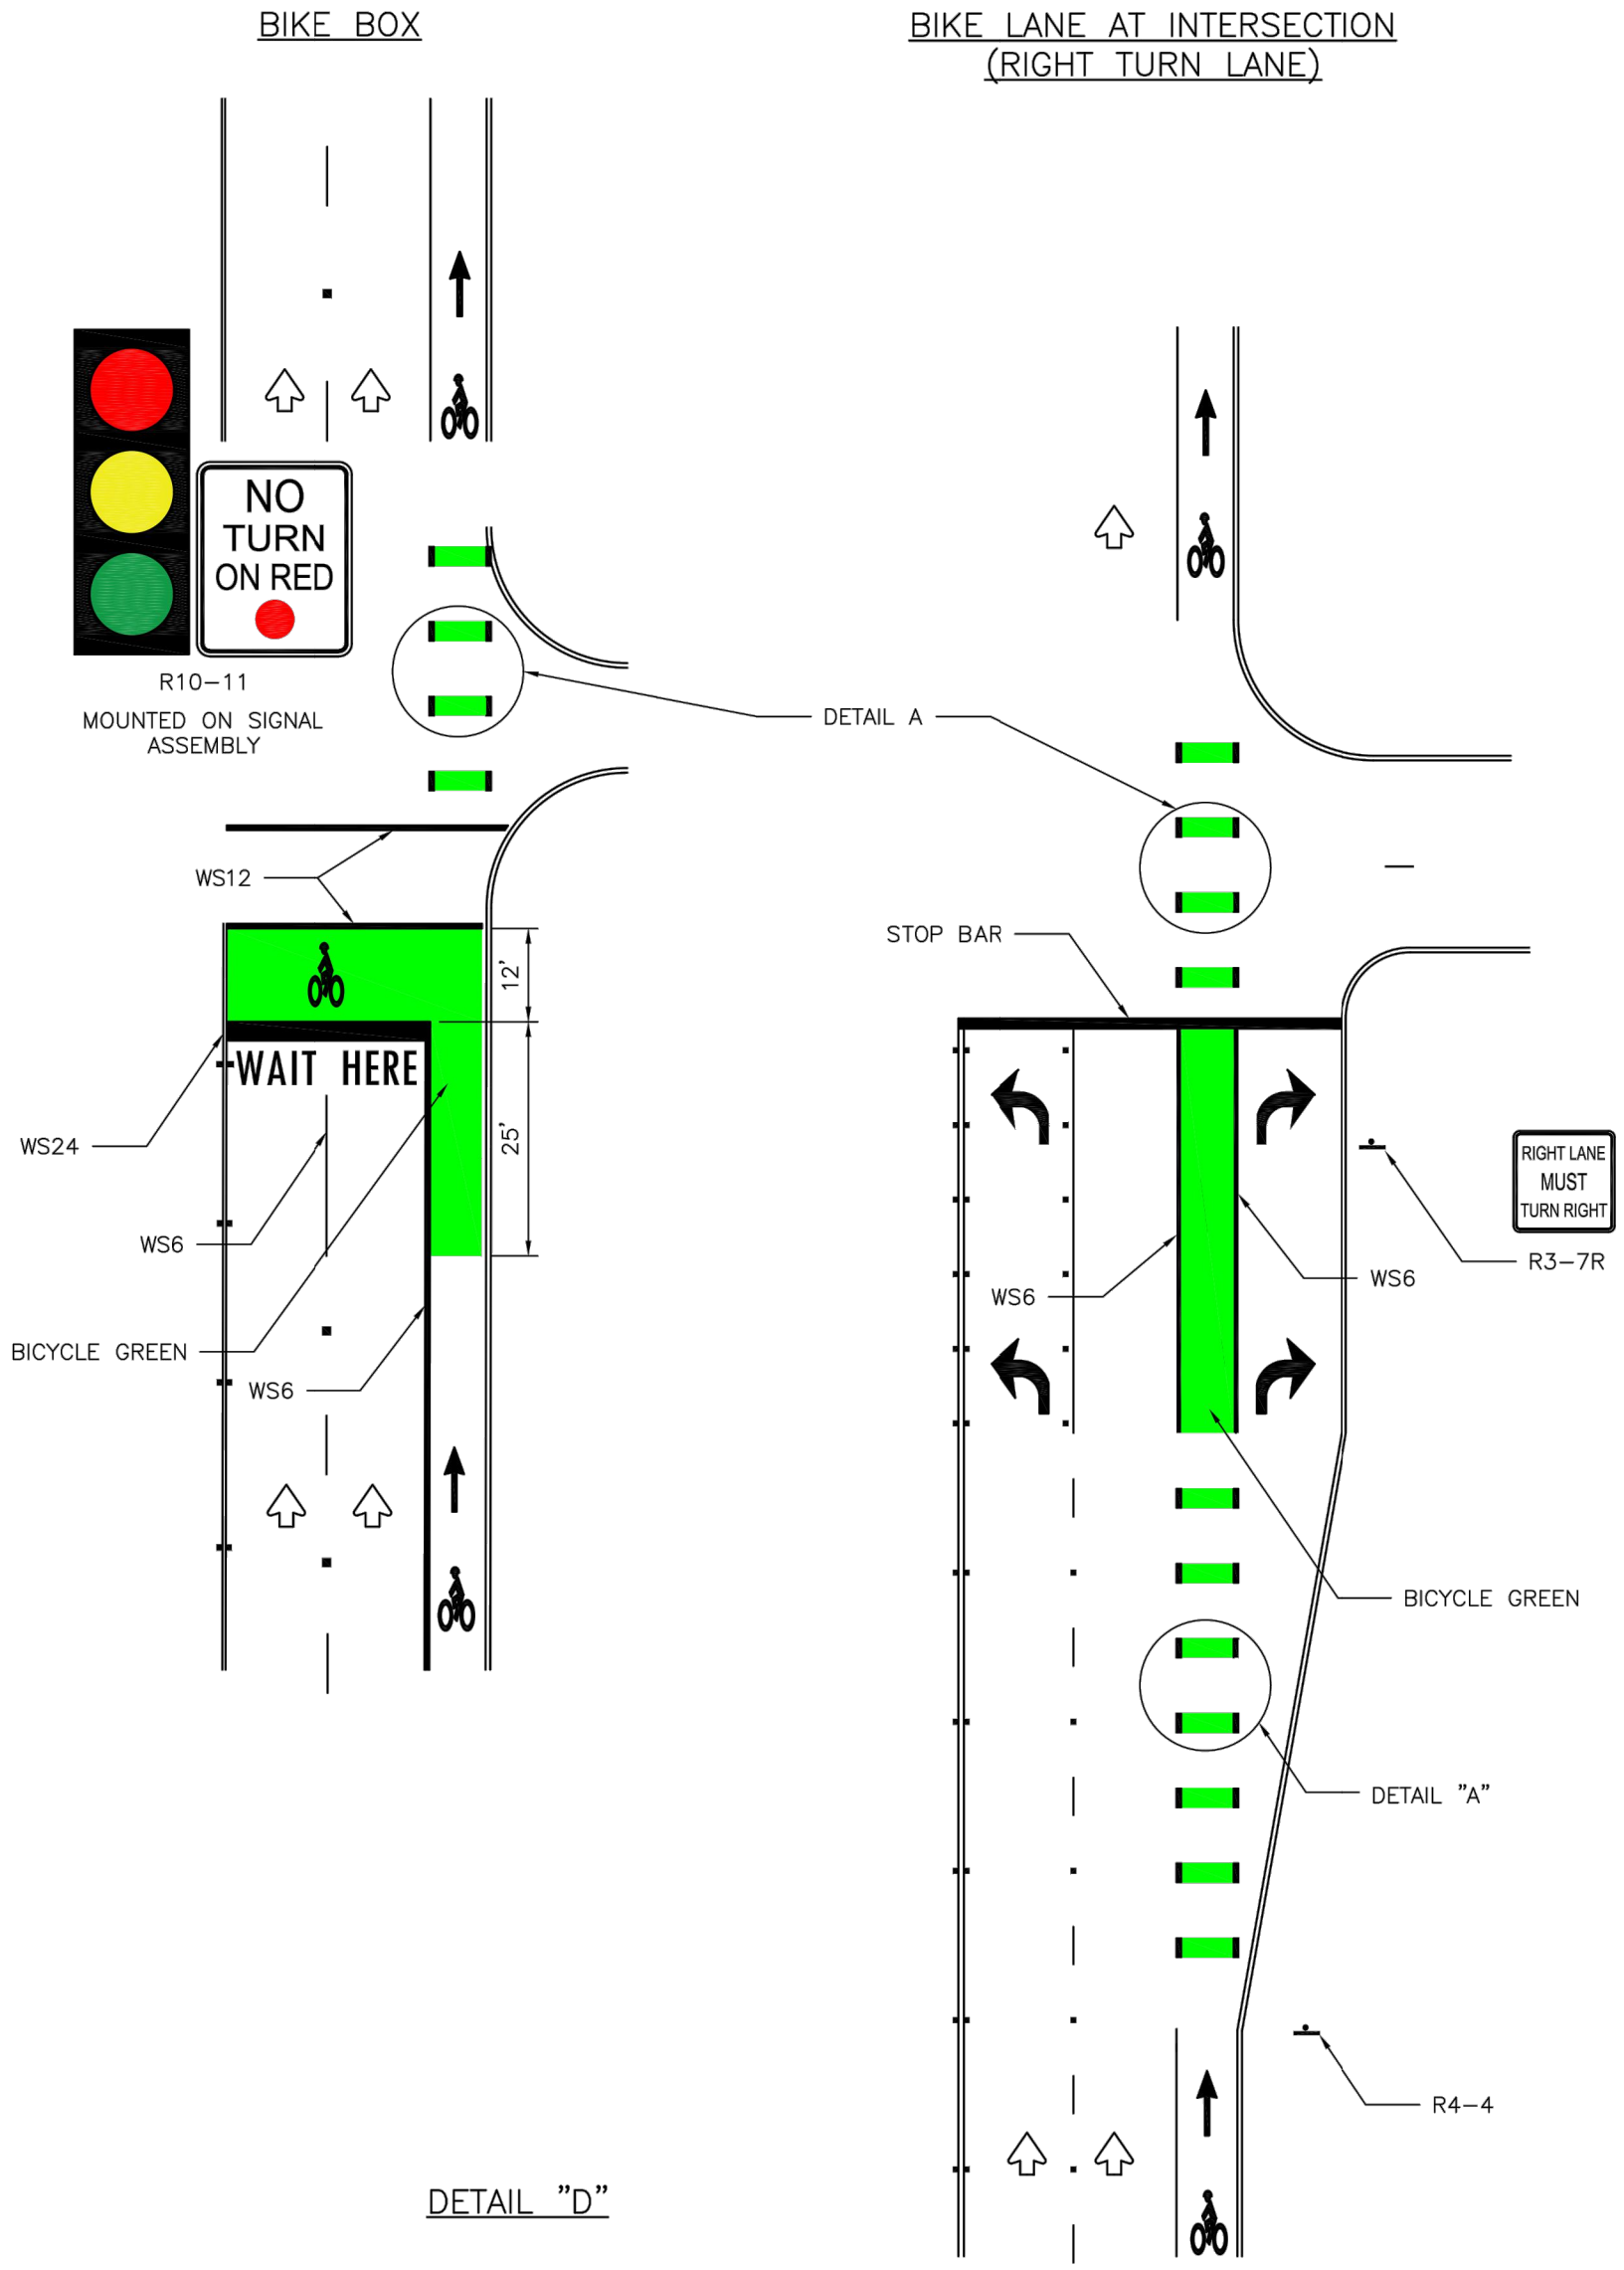 BIKE BOX
BIKE LANE AT INTERSECTION
(RIGHT TURN LANE)
NO
TURN
ON RED
R10-11
MOUNTED ON SIGNAL
ASSEMBLY
DETAIL A
WS12
STOP BAR
12'
WAIT HERE
25'
WS24
WS6
RIGHT LANE
MUST
TURN RIGHT
R3-7R
WS6
WS6
BICYCLE GREEN
WS6
BICYCLE GREEN
DETAIL "A"
R4-4
DETAIL "D"